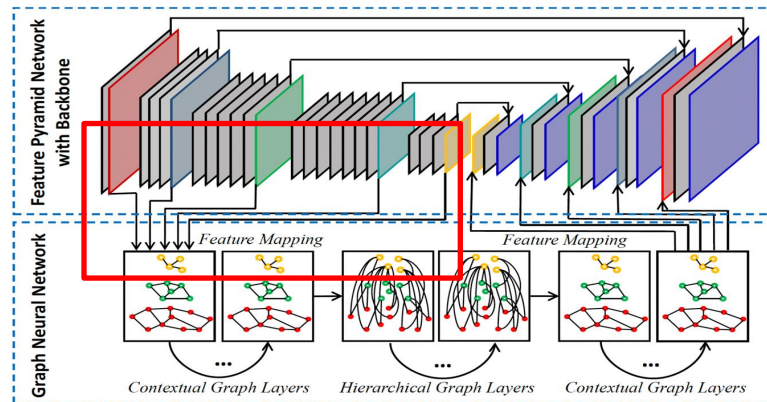 Feature Pyramid Network
with Backbone
Feature Mapping
Feature Mapping
Graph Neural Network
...
...
...
Contextual Graph Layers
Hierarchical Graph Layers
Contextual Graph Layers